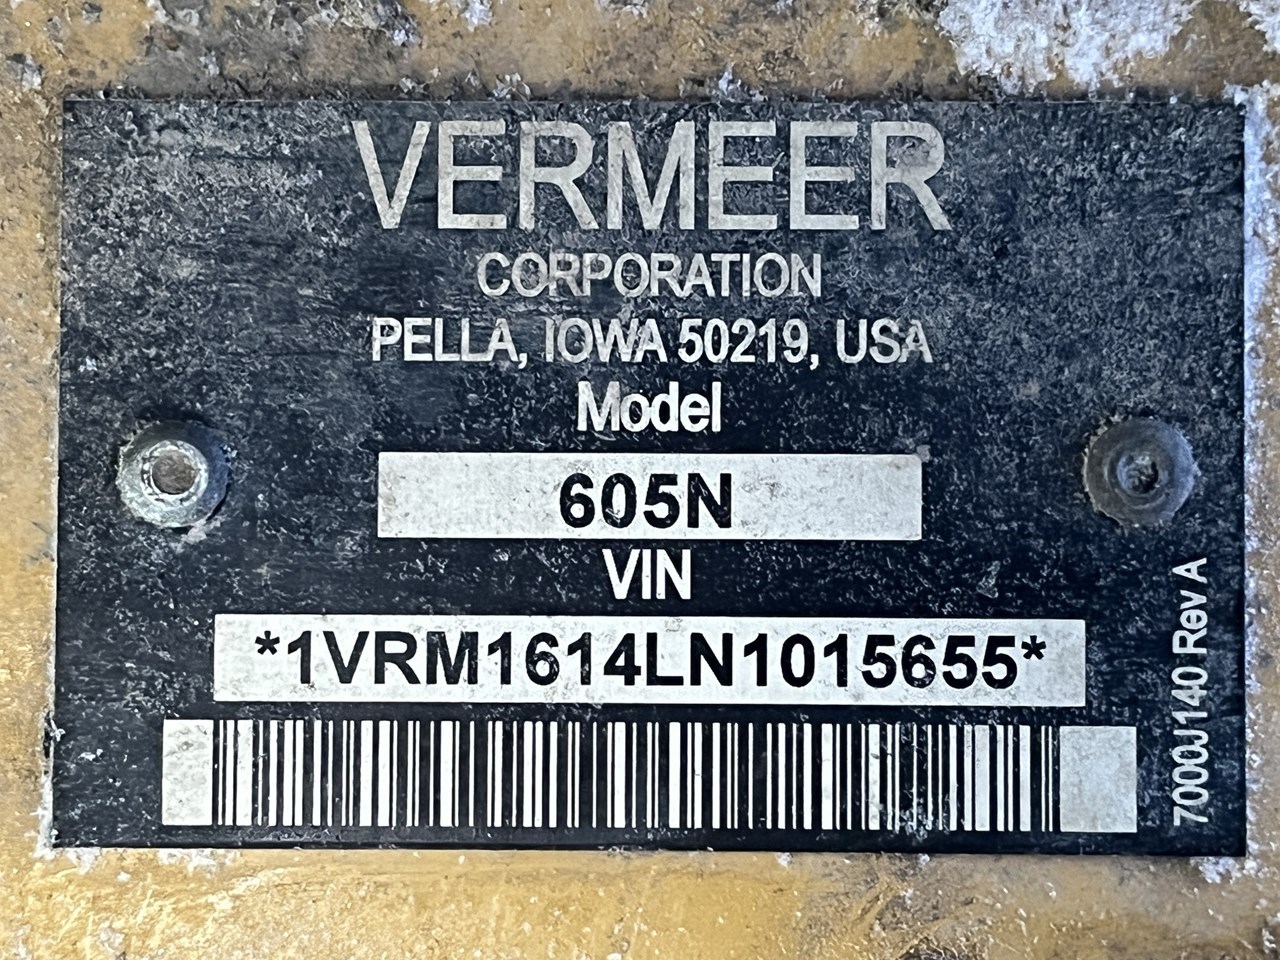 VERMEER
CORPORATION
PELLA, IOWA 50219, USA
Model
605N
VIN
*1VRM1614LN1015655*
7000J140 Rev A